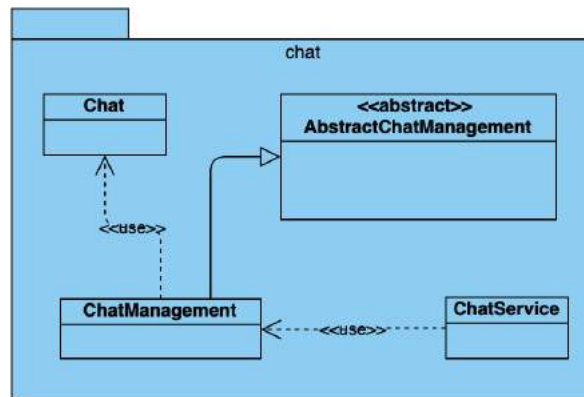 chat
Chat
<<abstract>>
AbstractChatManagement
<<use>>
ChatManagement
ChatService
<<use>>